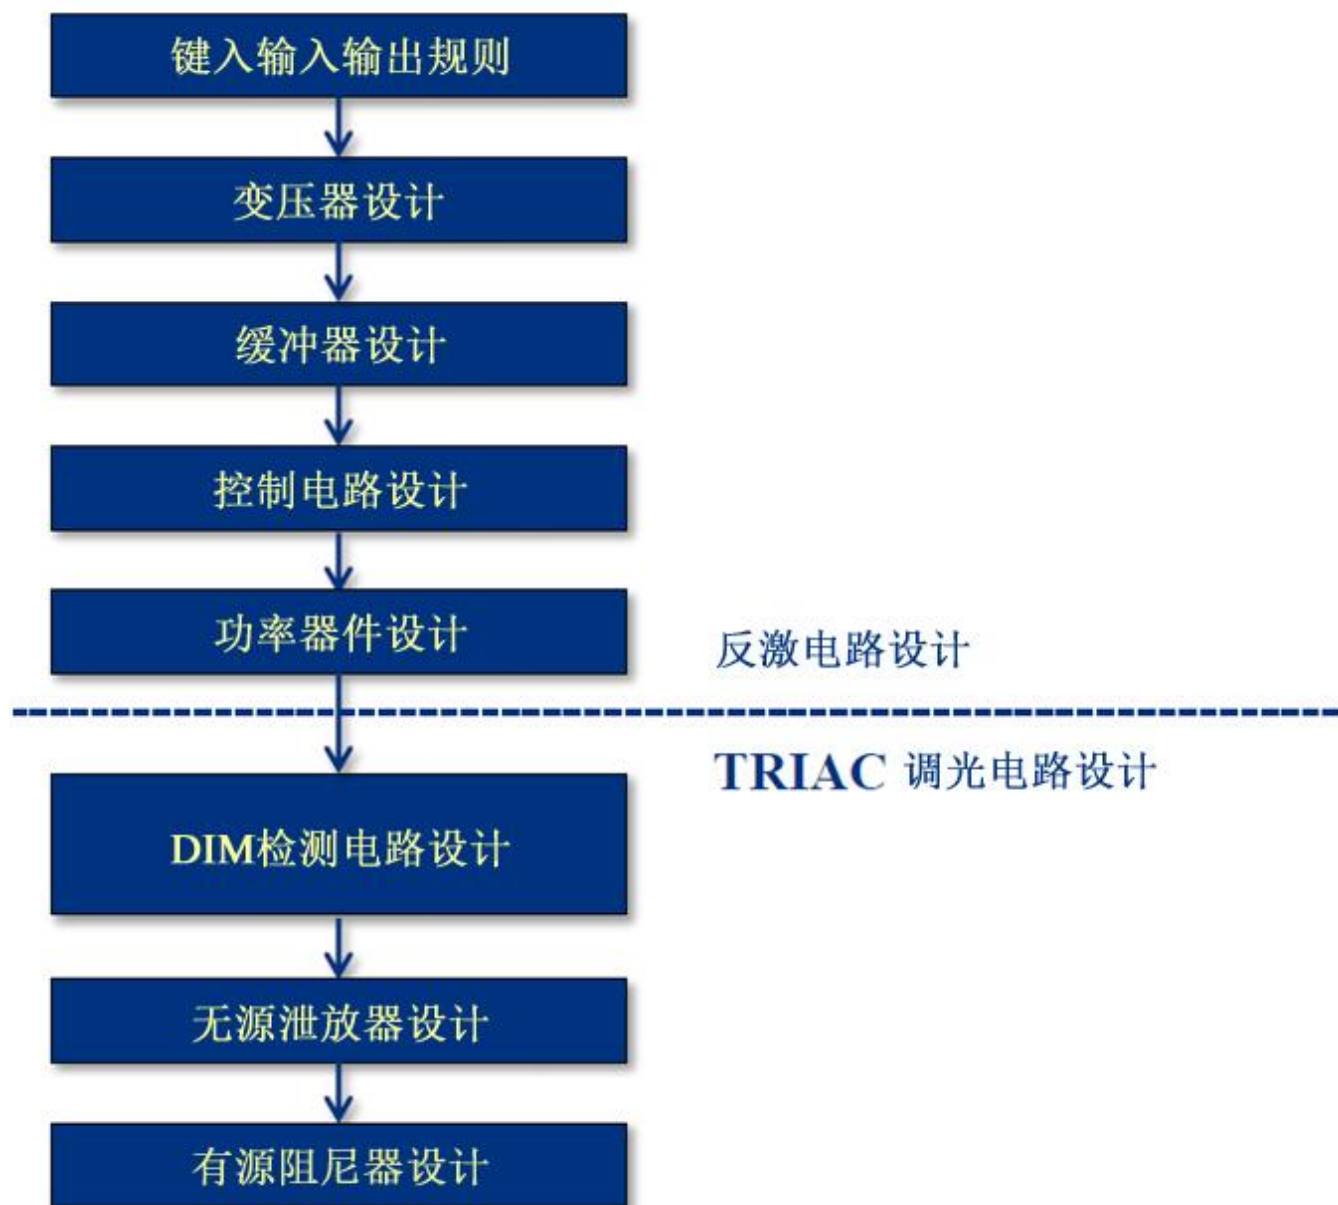 键入输入输出规则
变压器设计
缓冲器设计
控制电路设计
功率器件设计
反激电路设计
TRIAC 调光电路设计
DIM检测电路设计
无源泄放器设计
有源阻尼器设计